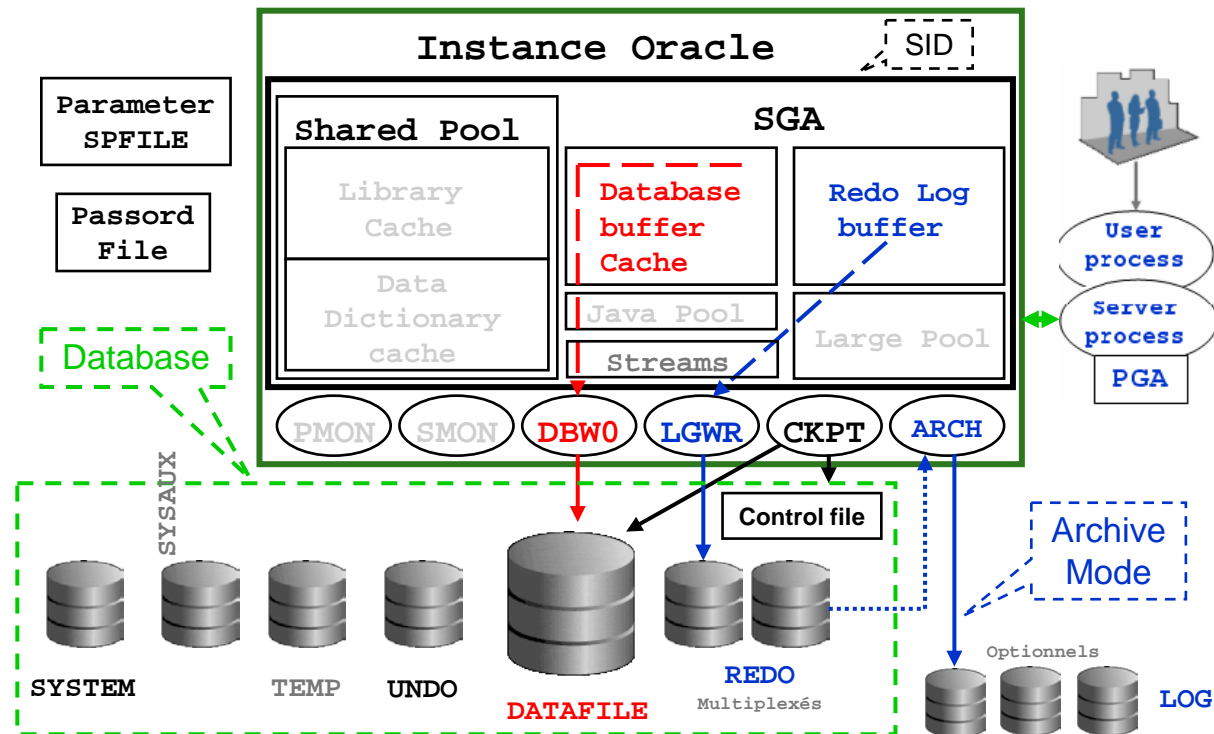 Instance Oracle
SID
Parameter
SPFILE
Passord
File
Shared Pool
SGA
Library
Cache
Data
Dictionary
cache
Database
buffer
Cache
Redo Log
buffer
Java Pool
Streams
Large Pool
User
process
Server
process
PGA
Database
PMON
SMON
DBW0
LGWR
CKPT
ARCH
Control file
Archive
Mode
SYSAUX
SYSTEM
TEMP
UNDO
DATAFILE
REDO
Multiplexés
Optionnels
LOG